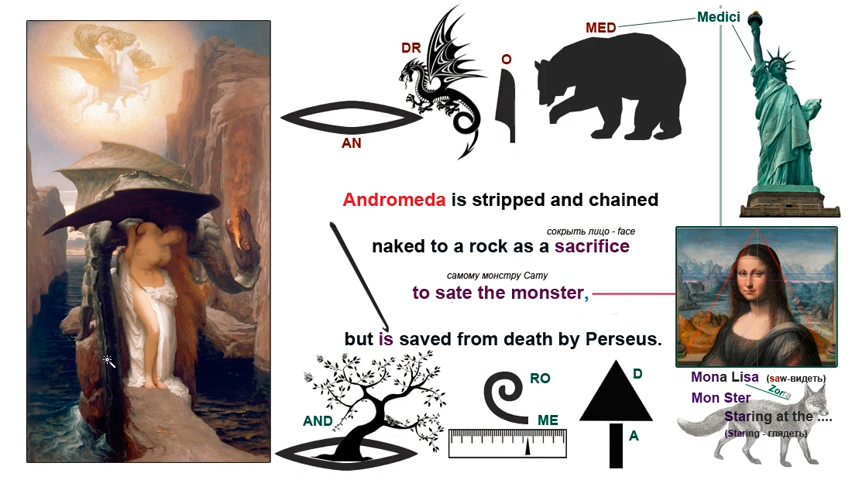 DR
O
MED
Medici
AN
Andromeda is stripped and chained
сокрыть лицо - face
naked to a rock as a sacrifice
самому монстру Сату
to sate the monster,
but is saved from death by Perseus.
AND
RO
ME
D
A
Mona Lisa (saw-видеть)
Zorro
Mon Ster
Staring at the ....
(Staring - глядеть)